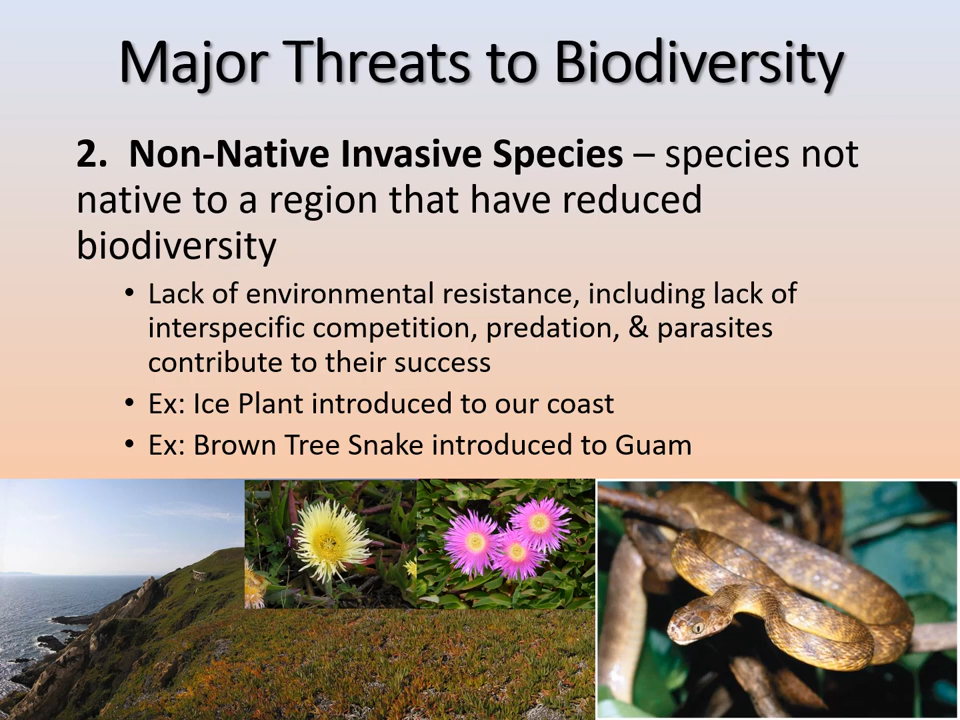 Major Threats to Biodiversity
2. Non-Native Invasive Species – species not
native to a region that have reduced
biodiversity
• Lack of environmental resistance, including lack of
interspecific competition, predation, & parasites
contribute to their success
• Ex: Ice Plant introduced to our coast
• Ex: Brown Tree Snake introduced to Guam